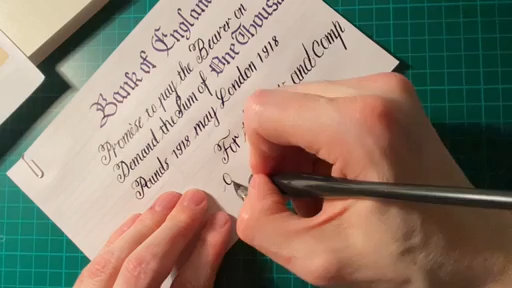 Bank of England
Promise to pay the Bearer on
Demand the Sum of One Thousa
Pounds 1918 may London 1918
For and comp